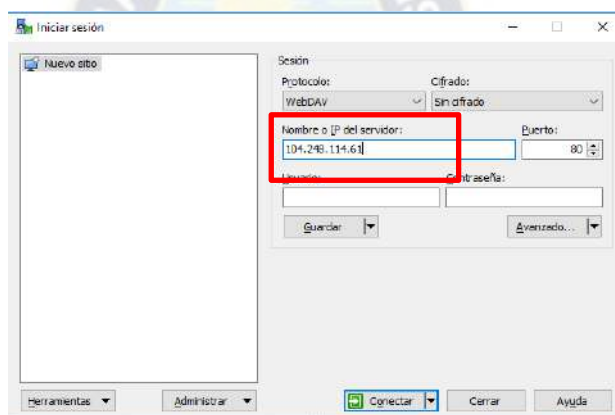 Iniciar sesión
Nuevo sitio
Sesión
Protocolo: Cifrado:
WebDAV Sin cifrado
Nombre o IP del servidor: Puerto:
104.248.114.61 80
Usuario: Contraseña:
Guardar Avanzado...
Herramientas Administrar Conectar Cerrar Ayuda